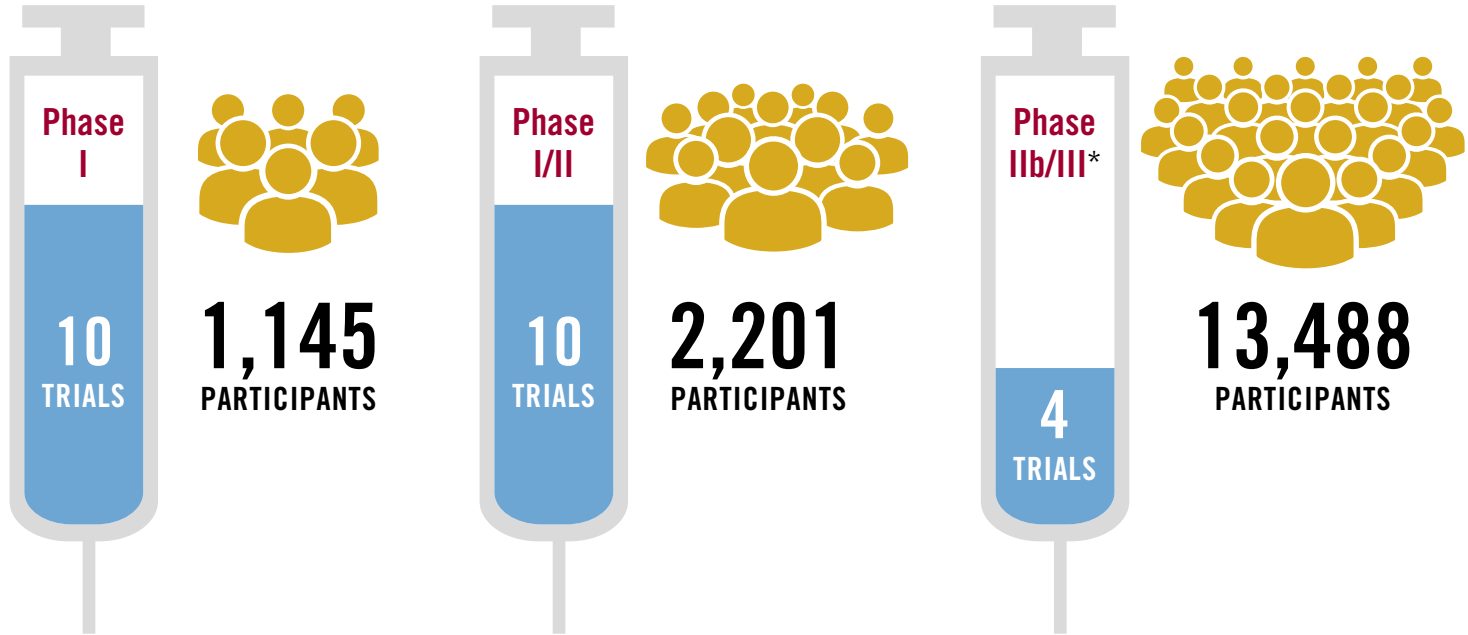 Phase
I
10
TRIALS
1,145
PARTICIPANTS
Phase
I/II
10
TRIALS
2,201
PARTICIPANTS
Phase
IIb/III*
4
TRIALS
13,488
PARTICIPANTS